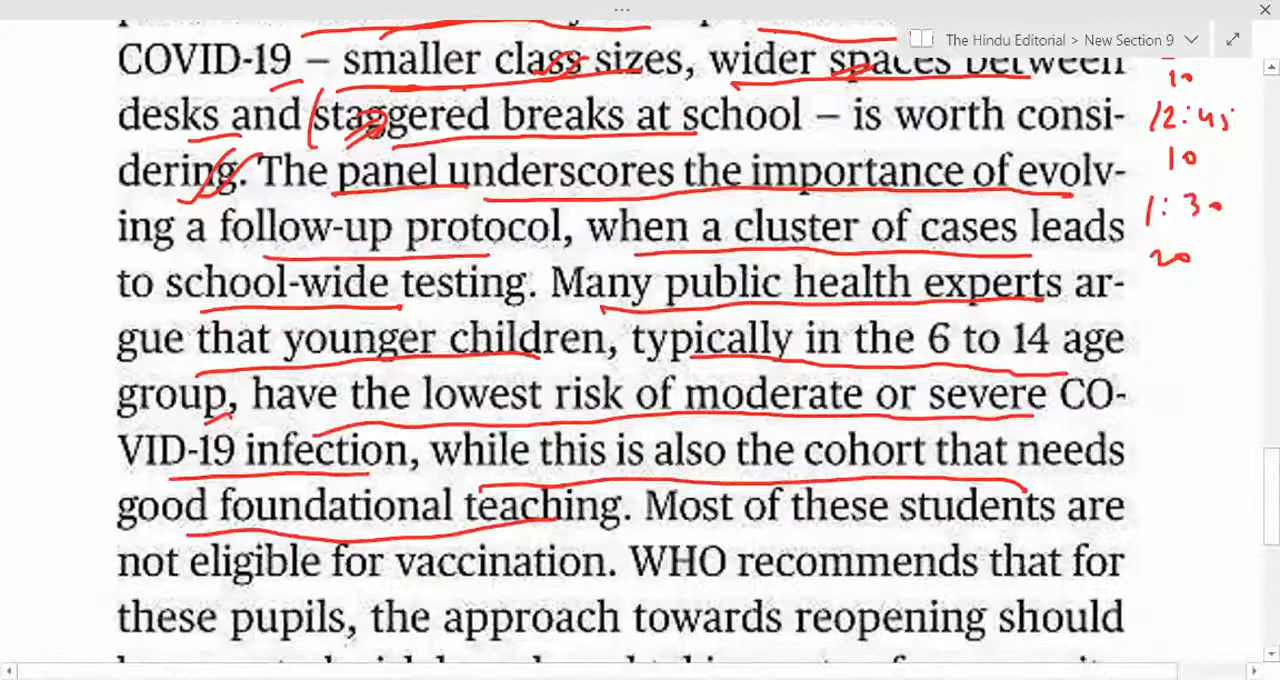 The Hindu Editorial > New Section 9
COVID-19 – smaller class sizes, wider spaces between
desks and staggered breaks at school – is worth consi-
dering. The panel underscores the importance of evolv-
ing a follow-up protocol, when a cluster of cases leads
to school-wide testing. Many public health experts ar-
gue that younger children, typically in the 6 to 14 age
group, have the lowest risk of moderate or severe CO-
VID-19 infection, while this is also the cohort that needs
good foundational teaching. Most of these students are
not eligible for vaccination. WHO recommends that for
these pupils, the approach towards reopening should
10
12:45
10
1:30
20